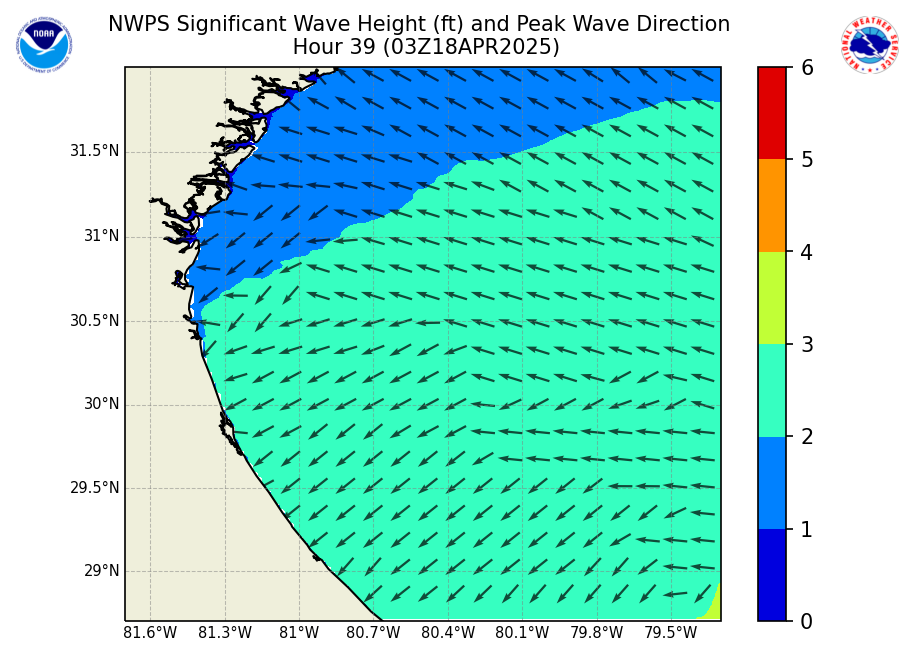 NWPS Significant Wave Height (ft) and Peak Wave Direction
Hour 39 (03Z18APR2025)
NOAA
NATIONAL WEATHER SERVICE
31.5°N
31°N
30.5°N
30°N
29.5°N
29°N
81.6°W 81.3°W 81°W 80.7°W 80.4°W 80.1°W 79.8°W 79.5°W
6
5
4
3
2
1
0